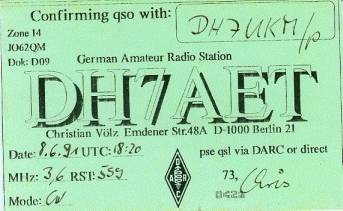 Confirming qso with: DH7UKM/p
Zone 14
JO62QM
Dok: D09 German Amateur Radio Station
DH7AET
Christian Völz Emdener Str.48A D-1000 Berlin 21
Date: 8.6.91 UTC: 18:20 pse qsl via DARC or direct
MHz: 3,6 RST: 559 73, Chris
Mode: CW 0423
DARC